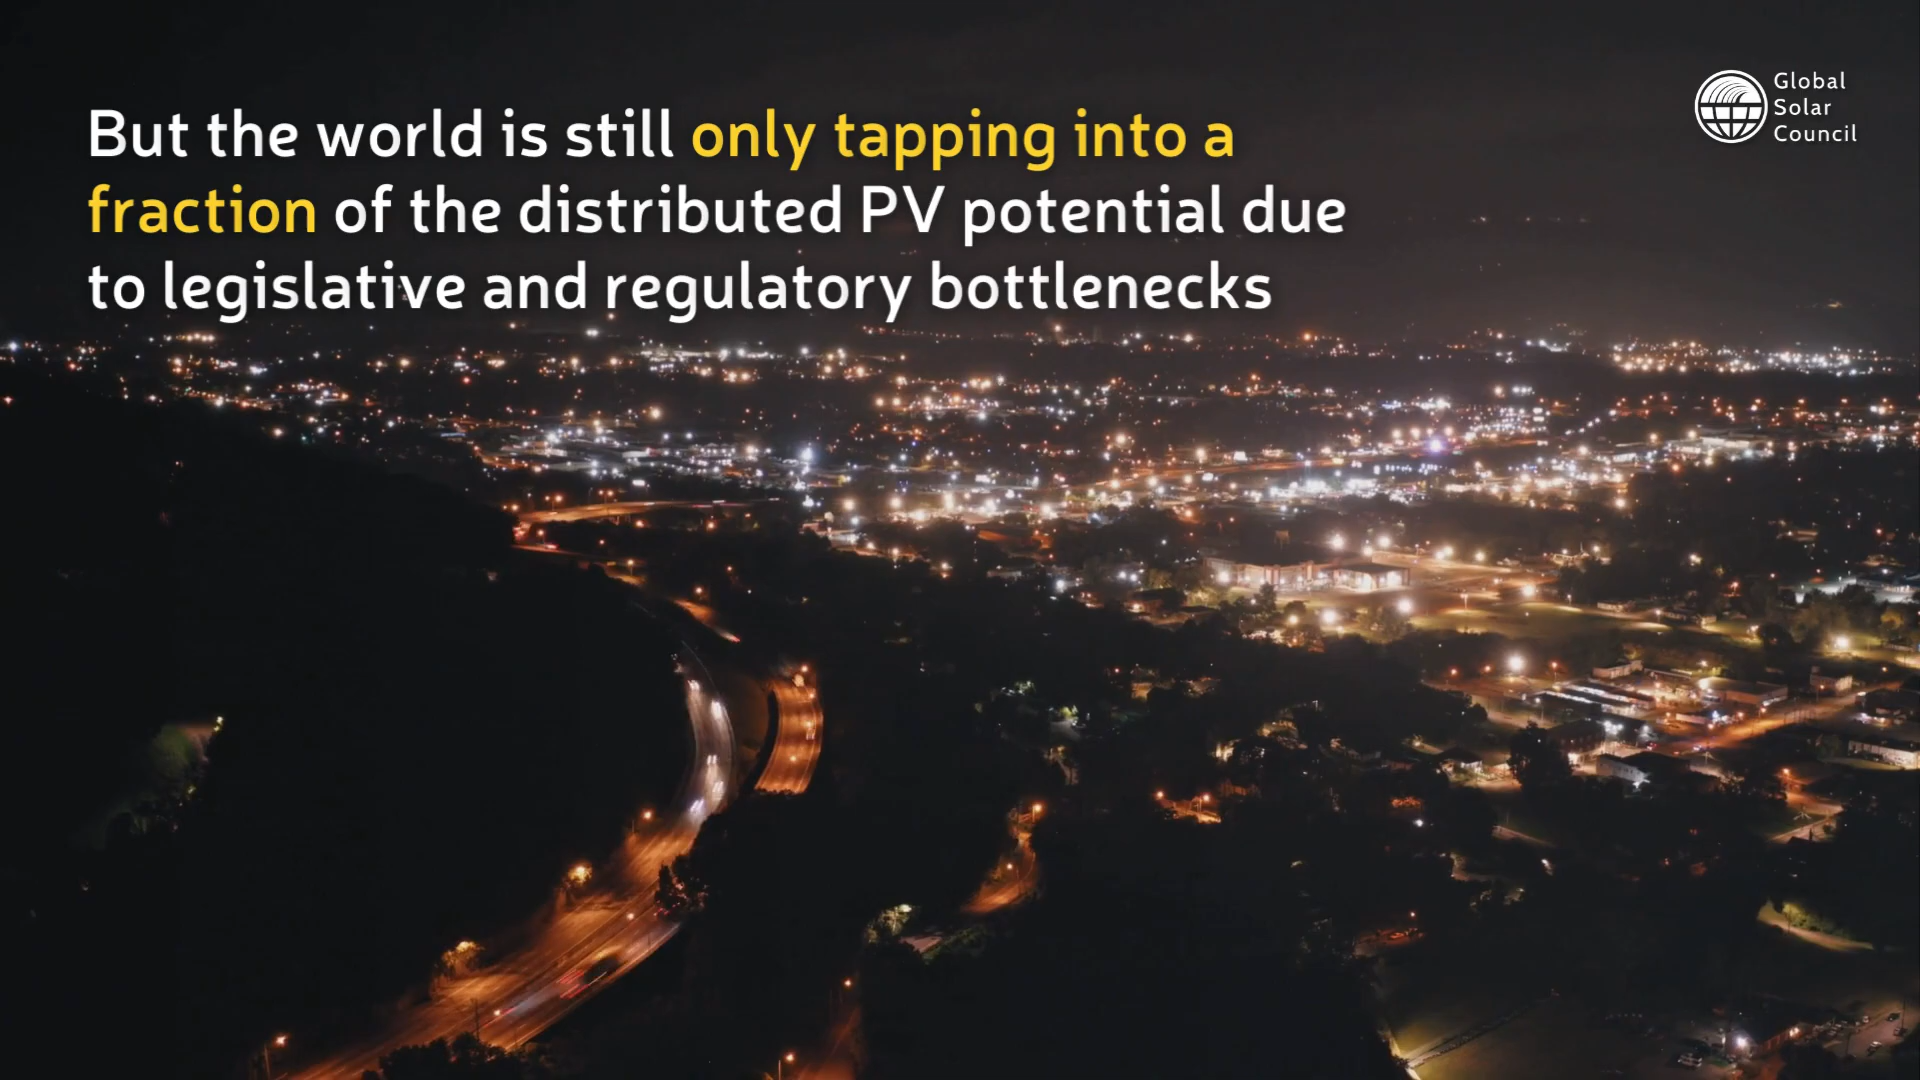 But the world is still only tapping into a
fraction of the distributed PV potential due
to legislative and regulatory bottlenecks
Global
Solar
Council